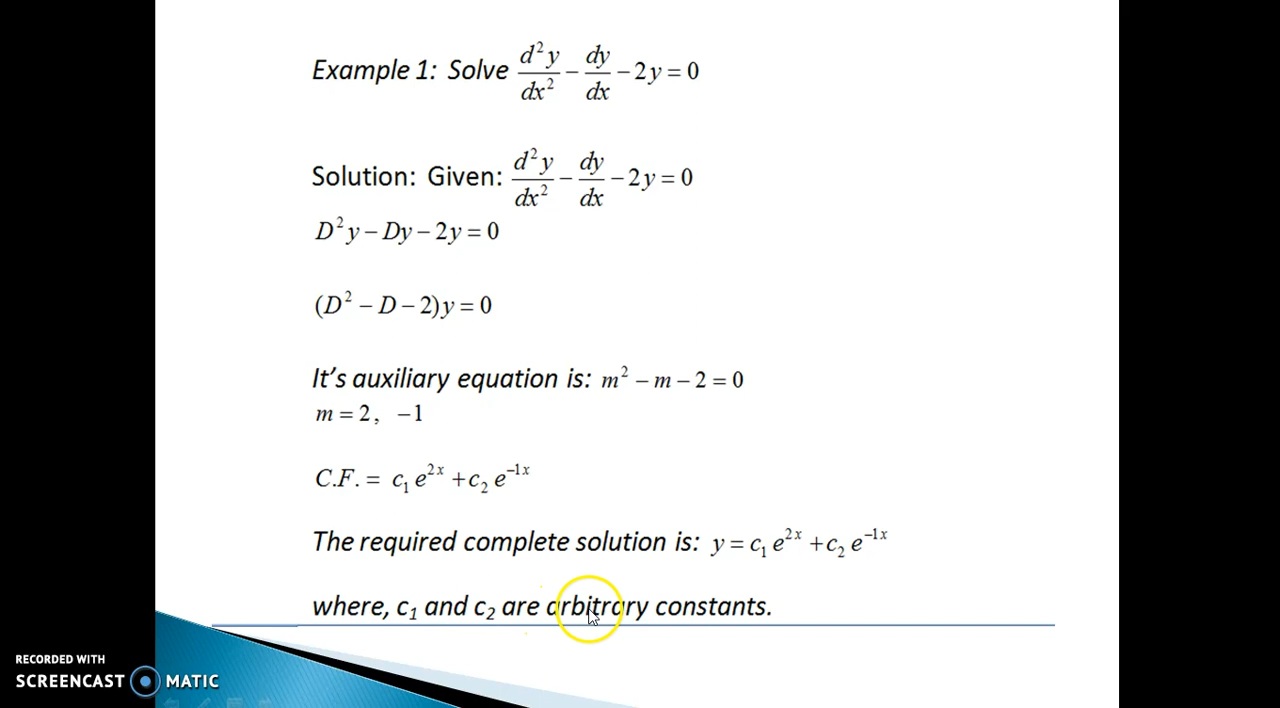 Example 1: Solve d²y/dx² − dy/dx − 2y = 0
Solution: Given: d²y/dx² − dy/dx − 2y = 0
D²y − Dy − 2y = 0
(D² − D − 2)y = 0
It's auxiliary equation is: m² − m − 2 = 0
m = 2, −1
C.F. = c₁ e²ˣ + c₂ e⁻¹ˣ
The required complete solution is: y = c₁ e²ˣ + c₂ e⁻¹ˣ
where, c₁ and c₂ are arbitrary constants.
RECORDED WITH
SCREENCAST MATIC